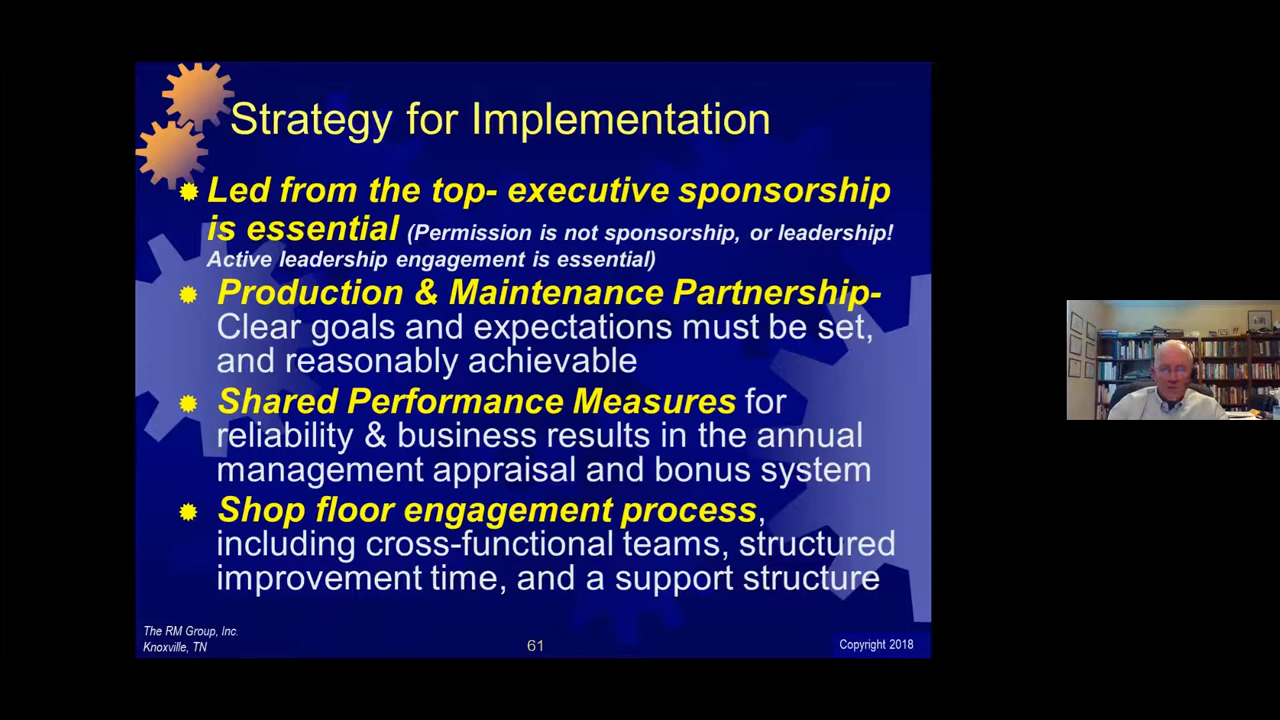 Strategy for Implementation
Led from the top- executive sponsorship
is essential (Permission is not sponsorship, or leadership!
Active leadership engagement is essential)
Production & Maintenance Partnership-
Clear goals and expectations must be set,
and reasonably achievable
Shared Performance Measures for
reliability & business results in the annual
management appraisal and bonus system
Shop floor engagement process,
including cross-functional teams, structured
improvement time, and a support structure
The RM Group, Inc.
Knoxville, TN
61
Copyright 2018